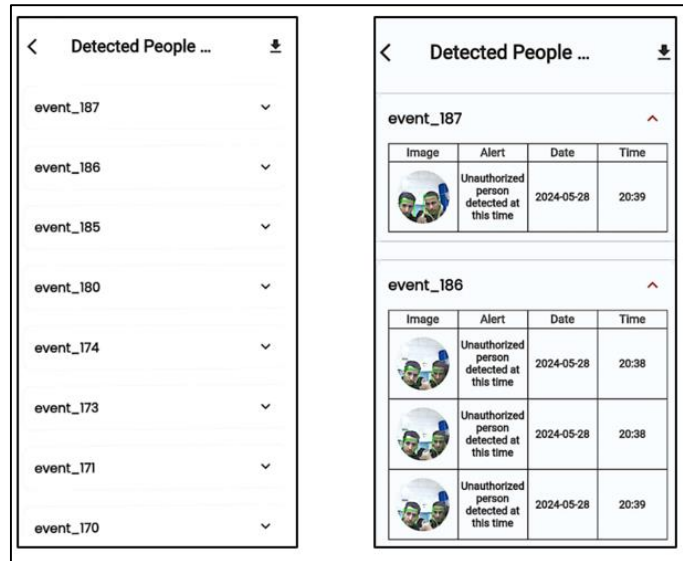 Detected People ...
event_187
event_186
event_185
event_180
event_174
event_173
event_171
event_170
Detected People ...
event_187
Image Alert Date Time
Unauthorized
person
detected at
this time
2024-05-28 20:39
event_186
Image Alert Date Time
Unauthorized
person
detected at
this time
2024-05-28 20:38
Unauthorized
person
detected at
this time
2024-05-28 20:38
Unauthorized
person
detected at
this time
2024-05-28 20:39